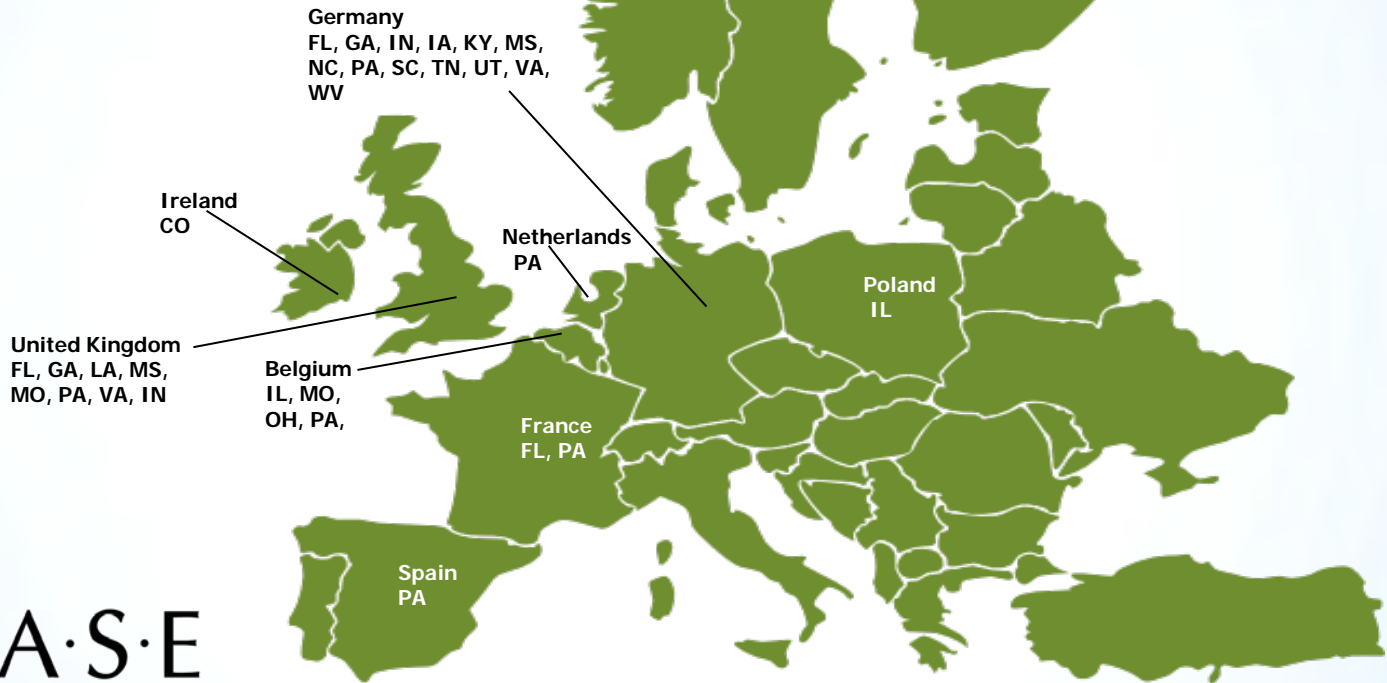 Germany
FL, GA, IN, IA, KY, MS,
NC, PA, SC, TN, UT, VA,
WV
Ireland
CO
Netherlands
PA
Poland
IL
United Kingdom
FL, GA, LA, MS,
MO, PA, VA, IN
Belgium
IL, MO,
OH, PA,
France
FL, PA
Spain
PA
A·S·E